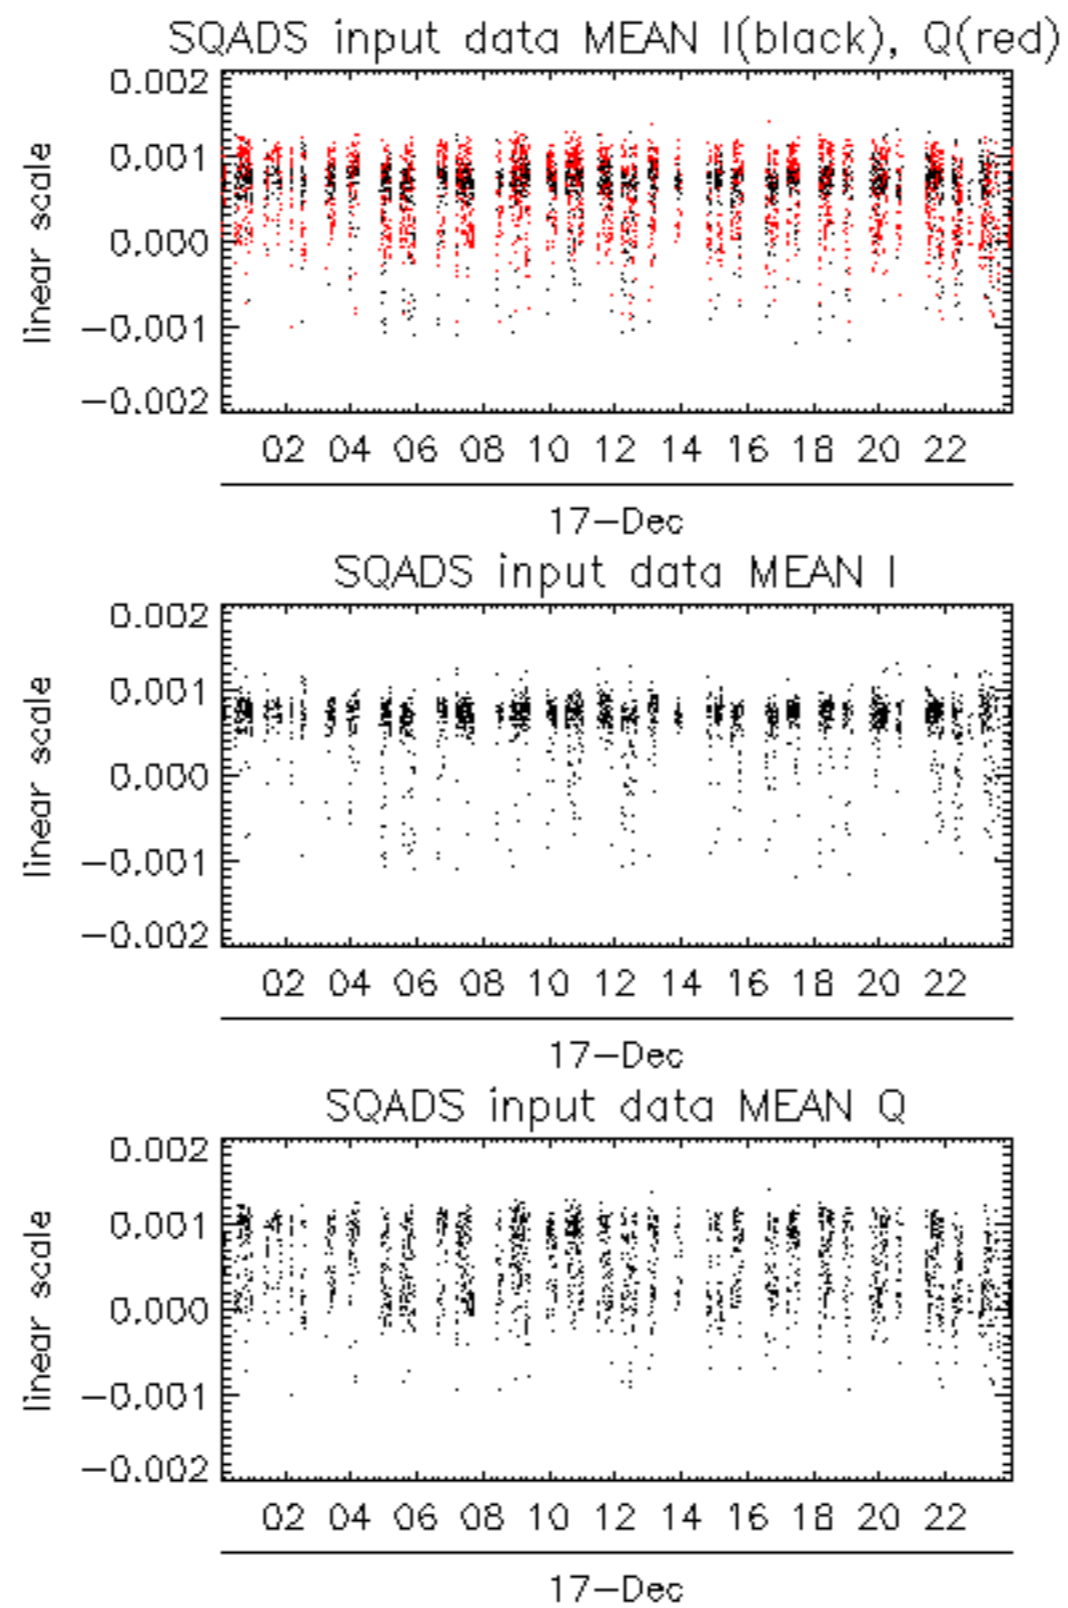 SQADS input data MEAN I(black), Q(red)
0.002
0.001
0.000
−0.001
−0.002
linear scale
02 04 06 08 10 12 14 16 18 20 22
17−Dec
SQADS input data MEAN I
0.002
0.001
0.000
−0.001
−0.002
linear scale
02 04 06 08 10 12 14 16 18 20 22
17−Dec
SQADS input data MEAN Q
0.002
0.001
0.000
−0.001
−0.002
linear scale
02 04 06 08 10 12 14 16 18 20 22
17−Dec